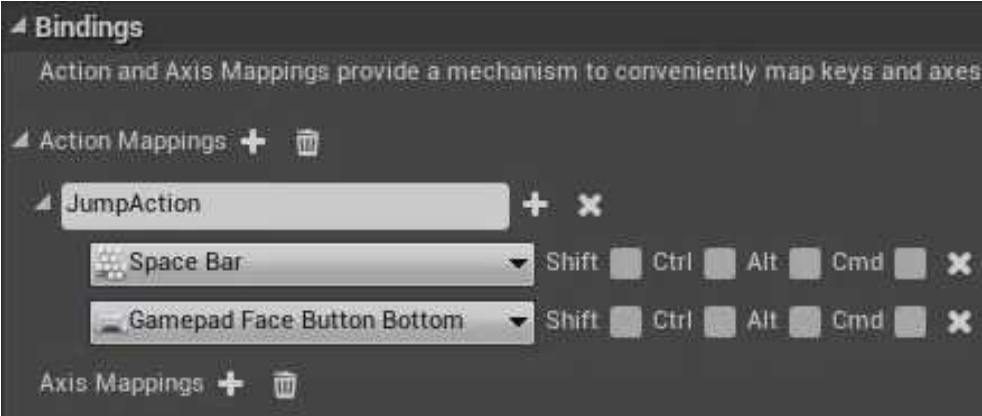 Bindings
Action and Axis Mappings provide a mechanism to conveniently map keys and axes
Action Mappings
JumpAction
Space Bar Shift Ctrl Alt Cmd
Gamepad Face Button Bottom Shift Ctrl Alt Cmd
Axis Mappings